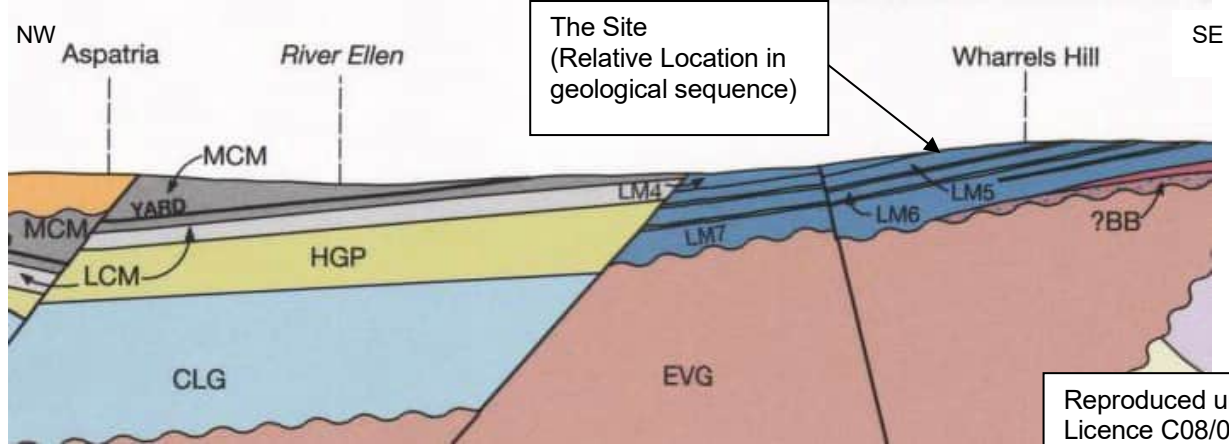 NW
Aspatria
River Ellen
The Site
(Relative Location in
geological sequence)
Wharrels Hill
SE
MCM
YARD
MCM
LCM
HGP
CLG
LM4
LM5
LM6
LM7
?BB
EVG
Reproduced u
Licence C08/0